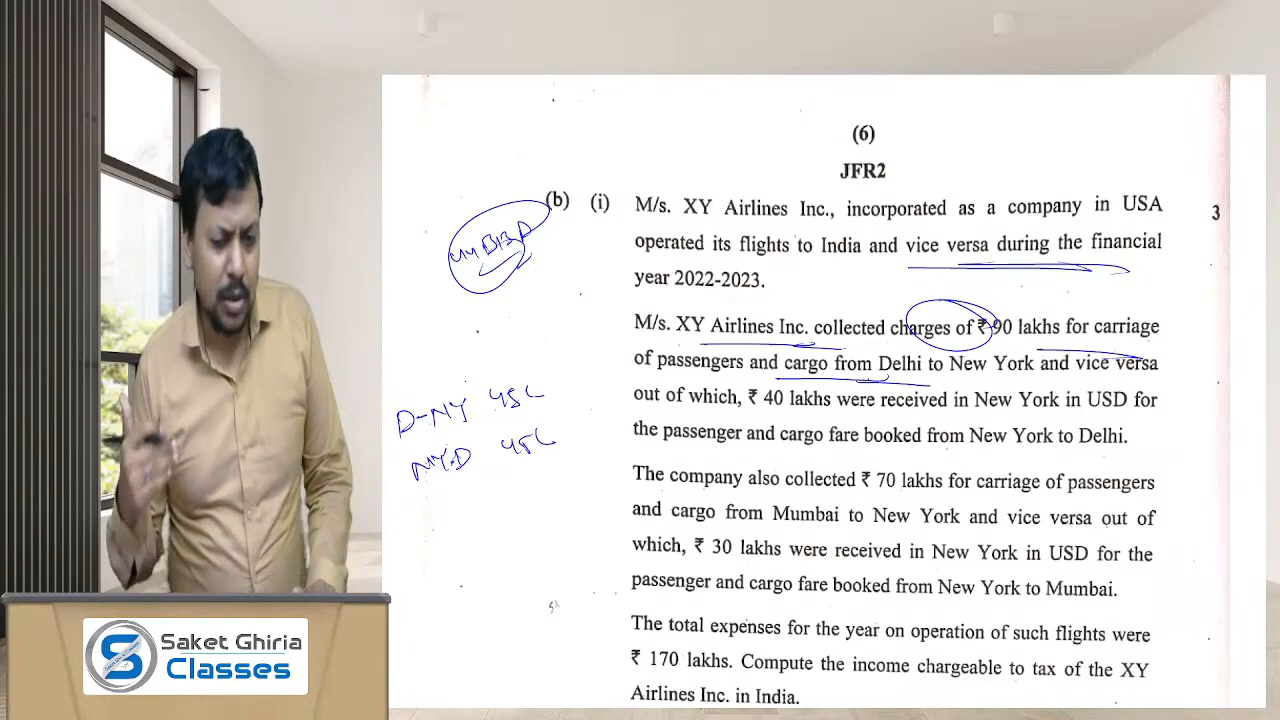 (6)
JFR2
(b) (i) M/s. XY Airlines Inc., incorporated as a company in USA 3
operated its flights to India and vice versa during the financial
year 2022-2023.
M/s. XY Airlines Inc. collected charges of ₹ 90 lakhs for carriage
of passengers and cargo from Delhi to New York and vice versa
out of which, ₹ 40 lakhs were received in New York in USD for
the passenger and cargo fare booked from New York to Delhi.
D-NY 45L
NY.D 45L
The company also collected ₹ 70 lakhs for carriage of passengers
and cargo from Mumbai to New York and vice versa out of
which, ₹ 30 lakhs were received in New York in USD for the
passenger and cargo fare booked from New York to Mumbai.
The total expenses for the year on operation of such flights were
₹ 170 lakhs. Compute the income chargeable to tax of the XY
Airlines Inc. in India.
S
Saket Ghiria
Classes